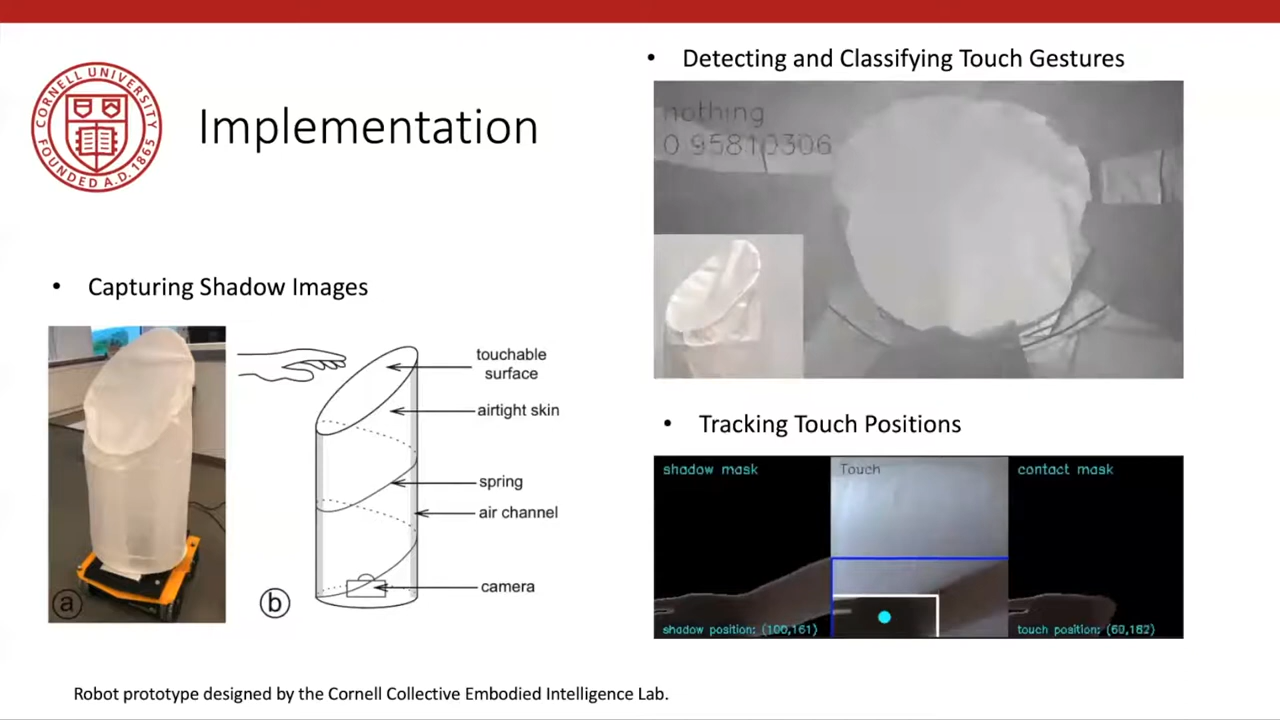 CORNELL UNIVERSITY
FOUNDED A.D. 1865
Implementation
• Capturing Shadow Images
touchable
surface
airtight skin
spring
air channel
camera
a
b
• Detecting and Classifying Touch Gestures
nothing
0.95810306
• Tracking Touch Positions
shadow mask
Touch
contact mask
shadow position: (100,161)
touch position: (60,162)
Robot prototype designed by the Cornell Collective Embodied Intelligence Lab.